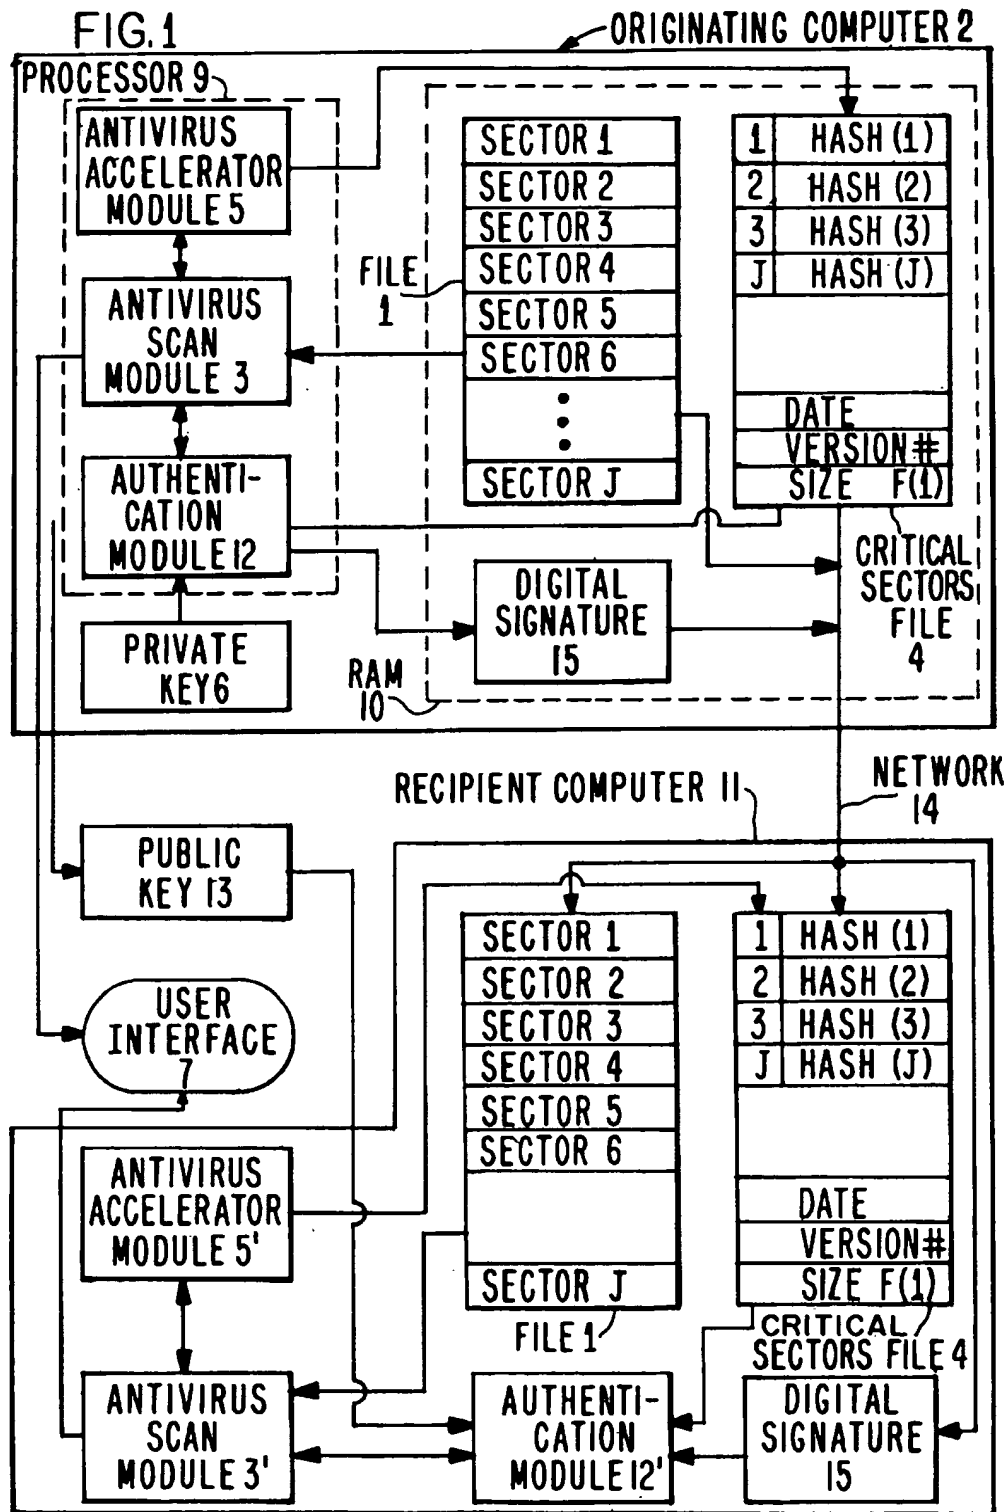 FIG.1
ORIGINATING COMPUTER 2
PROCESSOR 9
ANTIVIRUS
ACCELERATOR
MODULE 5
ANTIVIRUS
SCAN
MODULE 3
AUTHENTI-
CATION
MODULE 12
PRIVATE
KEY 6
FILE
1
SECTOR 1
SECTOR 2
SECTOR 3
SECTOR 4
SECTOR 5
SECTOR 6
SECTOR J
1 HASH (1)
2 HASH (2)
3 HASH (3)
J HASH (J)
DATE
VERSION #
SIZE F(1)
CRITICAL
SECTORS
FILE
4
DIGITAL
SIGNATURE
15
RAM
10
NETWORK
14
RECIPIENT COMPUTER 11
PUBLIC
KEY 13
USER
INTERFACE
7
ANTIVIRUS
ACCELERATOR
MODULE 5'
ANTIVIRUS
SCAN
MODULE 3'
SECTOR 1
SECTOR 2
SECTOR 3
SECTOR 4
SECTOR 5
SECTOR 6
SECTOR J
FILE 1
1 HASH (1)
2 HASH (2)
3 HASH (3)
J HASH (J)
DATE
VERSION #
SIZE F(1)
CRITICAL
SECTORS FILE 4
AUTHENTI-
CATION
MODULE 12'
DIGITAL
SIGNATURE
15